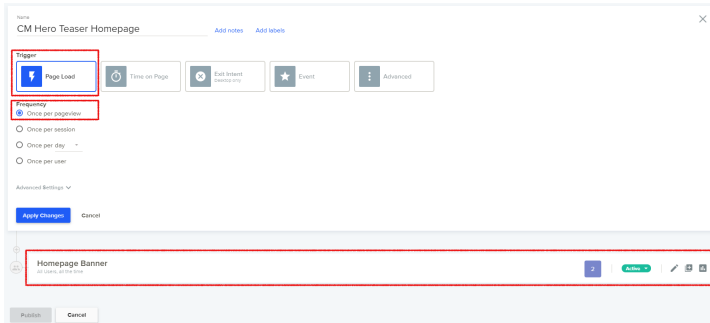 Name
CM Hero Teaser Homepage
Add notes
Add labels
Trigger
Page Load
Time on Page
Exit Intent
Desktop only
Event
Advanced
Frequency
Once per pageview
Once per session
Once per day
Once per user
Advanced Settings
Apply Changes
Cancel
Homepage Banner
All Users, all the time
2
Active
Publish
Cancel